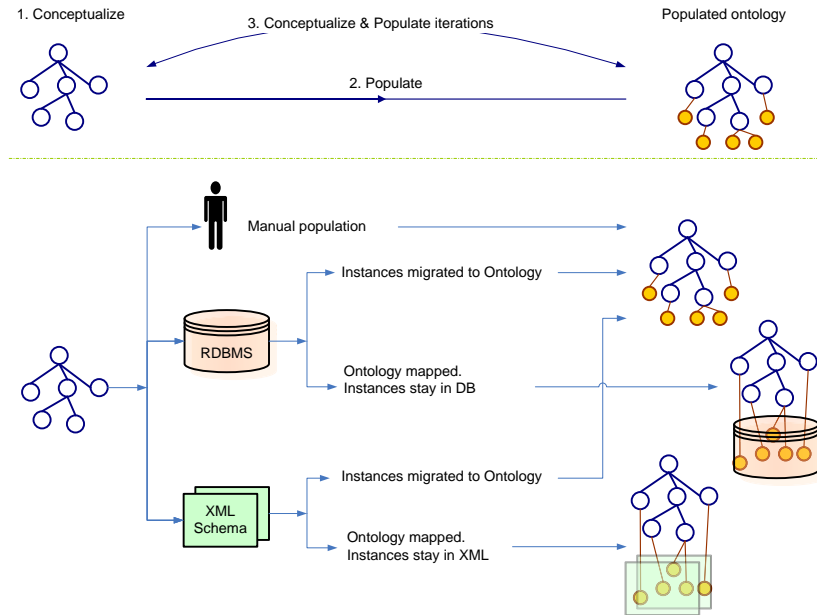 1. Conceptualize
3. Conceptualize & Populate iterations
Populated ontology
2. Populate
Manual population
Instances migrated to Ontology
RDBMS
Ontology mapped.
Instances stay in DB
Instances migrated to Ontology
XML
Schema
Ontology mapped.
Instances stay in XML